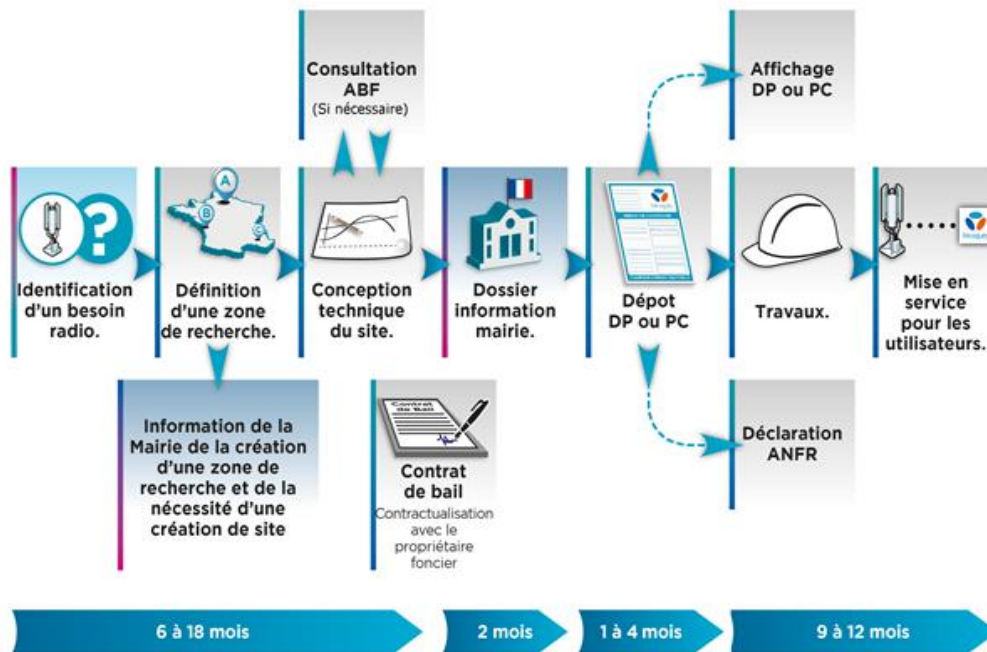 Consultation
ABF
(Si nécessaire)
Affichage
DP ou PC
A
B
C
Identification
d'un besoin
radio.
Définition
d'une zone
de recherche.
Conception
technique
du site.
Dossier
information
mairie.
Dépot
DP ou PC
Travaux.
Mise en
service
pour les
utilisateurs.
Information de la
Mairie de la création
d'une zone de
recherche et de la
nécessité d'une
création de site
Contrat
de Bail
Contrat
de bail
Contractualisation
avec le
propriétaire
foncier
Déclaration
ANFR
6 à 18 mois
2 mois
1 à 4 mois
9 à 12 mois